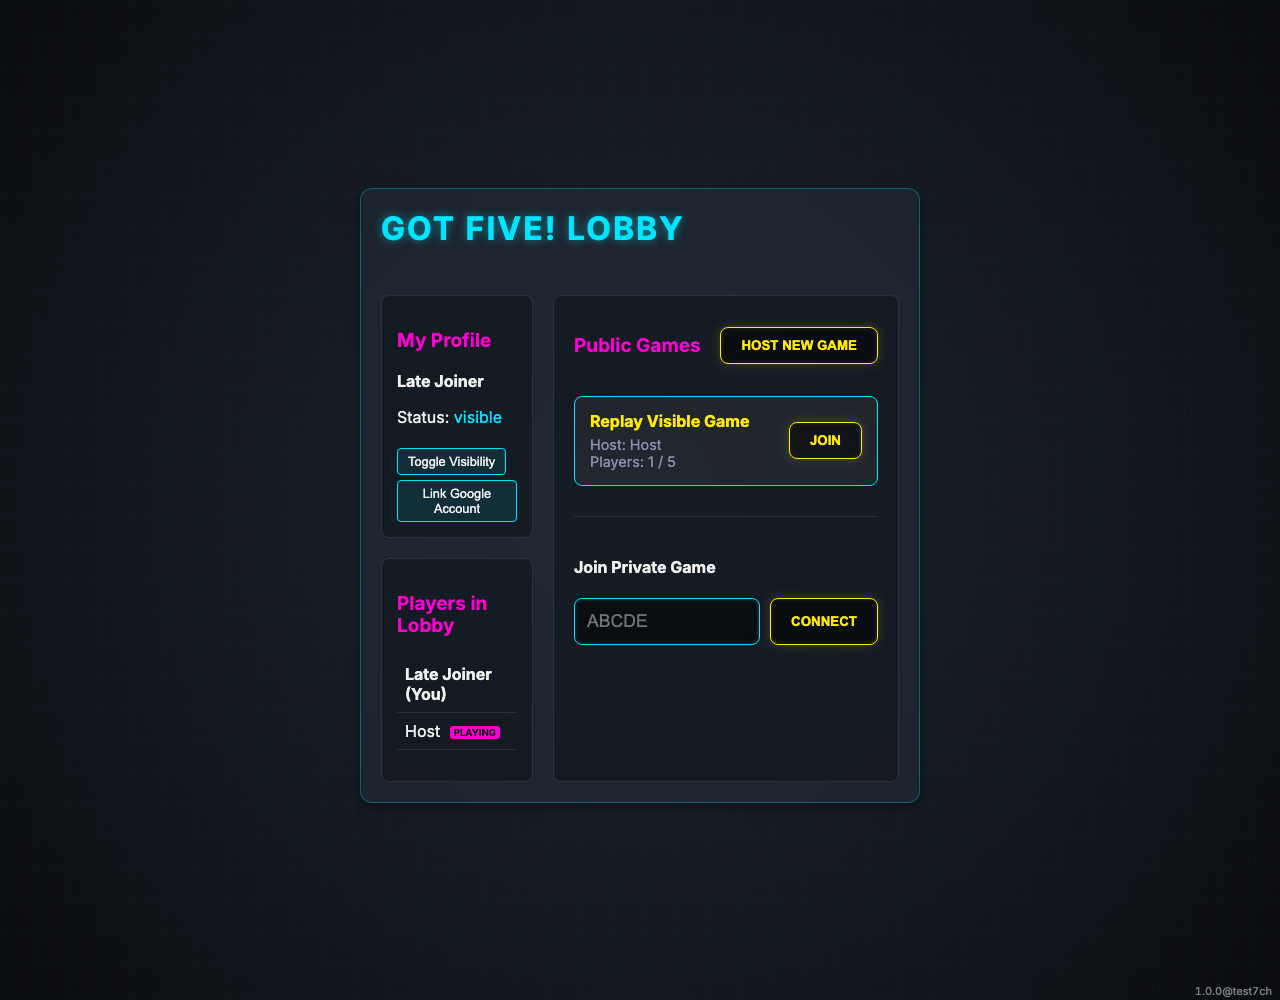 GOT FIVE! LOBBY
My Profile
Late Joiner
Status: visible
Toggle Visibility
Link Google
Account
Players in
Lobby
Late Joiner
(You)
Host PLAYING
Public Games
HOST NEW GAME
Replay Visible Game
Host: Host
Players: 1 / 5
JOIN
Join Private Game
ABCDE
CONNECT
1.0.0@test7ch